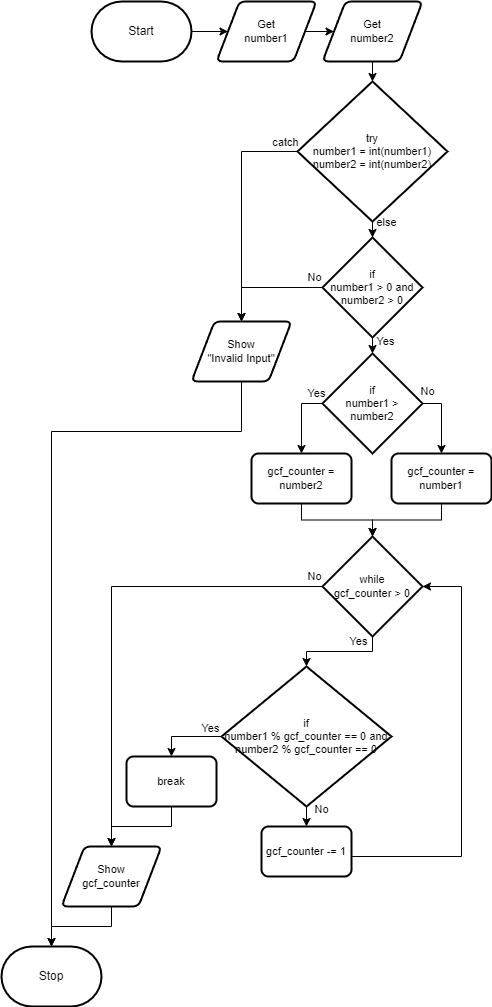 Start
Get
number1
Get
number2
try
number1 = int(number1)
number2 = int(number2)
catch
else
if
number1 > 0 and
number2 > 0
No
Yes
Show
"Invalid Input"
if
number1 >
number2
Yes
No
gcf_counter =
number2
gcf_counter =
number1
while
gcf_counter > 0
No
Yes
if
number1 % gcf_counter == 0 and
number2 % gcf_counter == 0
Yes
No
break
gcf_counter -= 1
Show
gcf_counter
Stop